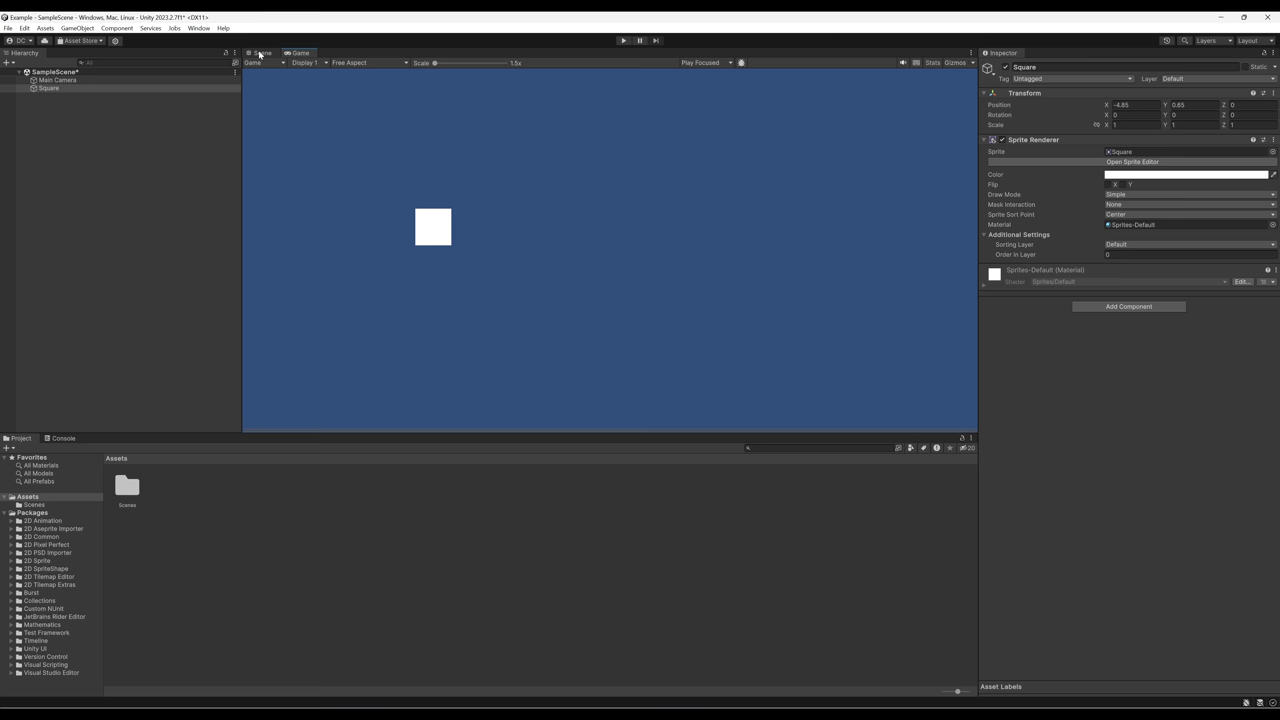 Example - SampleScene - Windows, Mac, Linux - Unity 2023.2.7f1* <DX11>
File Edit Assets GameObject Component Services Jobs Window Help
DC Asset Store Layers Layout
Hierarchy
All
SampleScene*
Main Camera
Square
Scene Game
Game Display 1 Free Aspect Scale 1.5x Play Focused Stats Gizmos
Inspector
Square Static
Tag Untagged Layer Default
Transform
Position X -4.85 Y 0.65 Z 0
Rotation X 0 Y 0 Z 0
Scale X 1 Y 1 Z 1
Sprite Renderer
Sprite Square
Open Sprite Editor
Color
Flip X Y
Draw Mode Simple
Mask Interaction None
Sprite Sort Point Center
Material Sprites-Default
Additional Settings
Sorting Layer Default
Order in Layer 0
Sprites-Default (Material)
Shader Sprites/Default Edit...
Add Component
Asset Labels
Project Console
20
Favorites
All Materials
All Models
All Prefabs
Assets
Scenes
Packages
2D Animation
2D Aseprite Importer
2D Common
2D Pixel Perfect
2D PSD Importer
2D Sprite
2D SpriteShape
2D Tilemap Editor
2D Tilemap Extras
Burst
Collections
Custom NUnit
JetBrains Rider Editor
Mathematics
Test Framework
Timeline
Unity UI
Version Control
Visual Scripting
Visual Studio Editor
Assets
Scenes